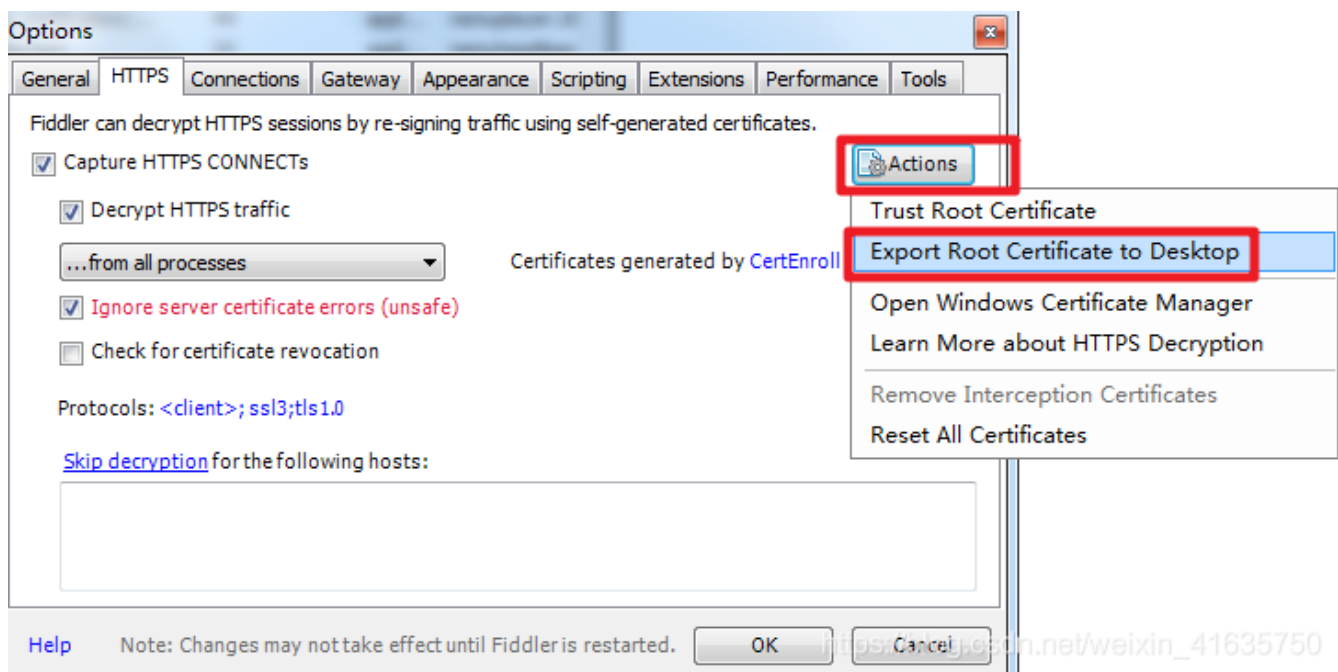 Options
General HTTPS Connections Gateway Appearance Scripting Extensions Performance Tools
Fiddler can decrypt HTTPS sessions by re-signing traffic using self-generated certificates.
Capture HTTPS CONNECTs
Actions
Decrypt HTTPS traffic
Trust Root Certificate
...from all processes
Certificates generated by CertEnroll
Export Root Certificate to Desktop
Ignore server certificate errors (unsafe)
Open Windows Certificate Manager
Check for certificate revocation
Learn More about HTTPS Decryption
Remove Interception Certificates
Protocols: <client>; ssl3;tls1.0
Reset All Certificates
Skip decryption for the following hosts:
Help Note: Changes may not take effect until Fiddler is restarted. OK Cancel
https://blog.csdn.net/weixin_41635750